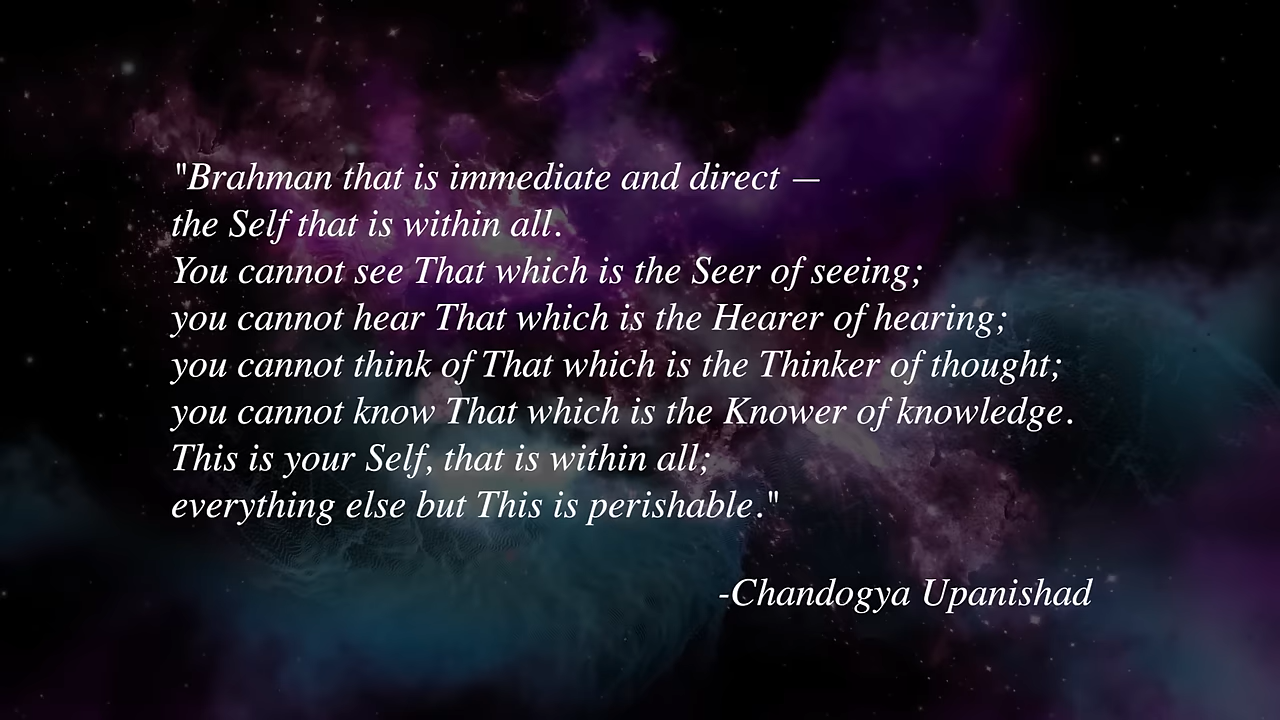 "Brahman that is immediate and direct —
the Self that is within all.
You cannot see That which is the Seer of seeing;
you cannot hear That which is the Hearer of hearing;
you cannot think of That which is the Thinker of thought;
you cannot know That which is the Knower of knowledge.
This is your Self, that is within all;
everything else but This is perishable."
-Chandogya Upanishad